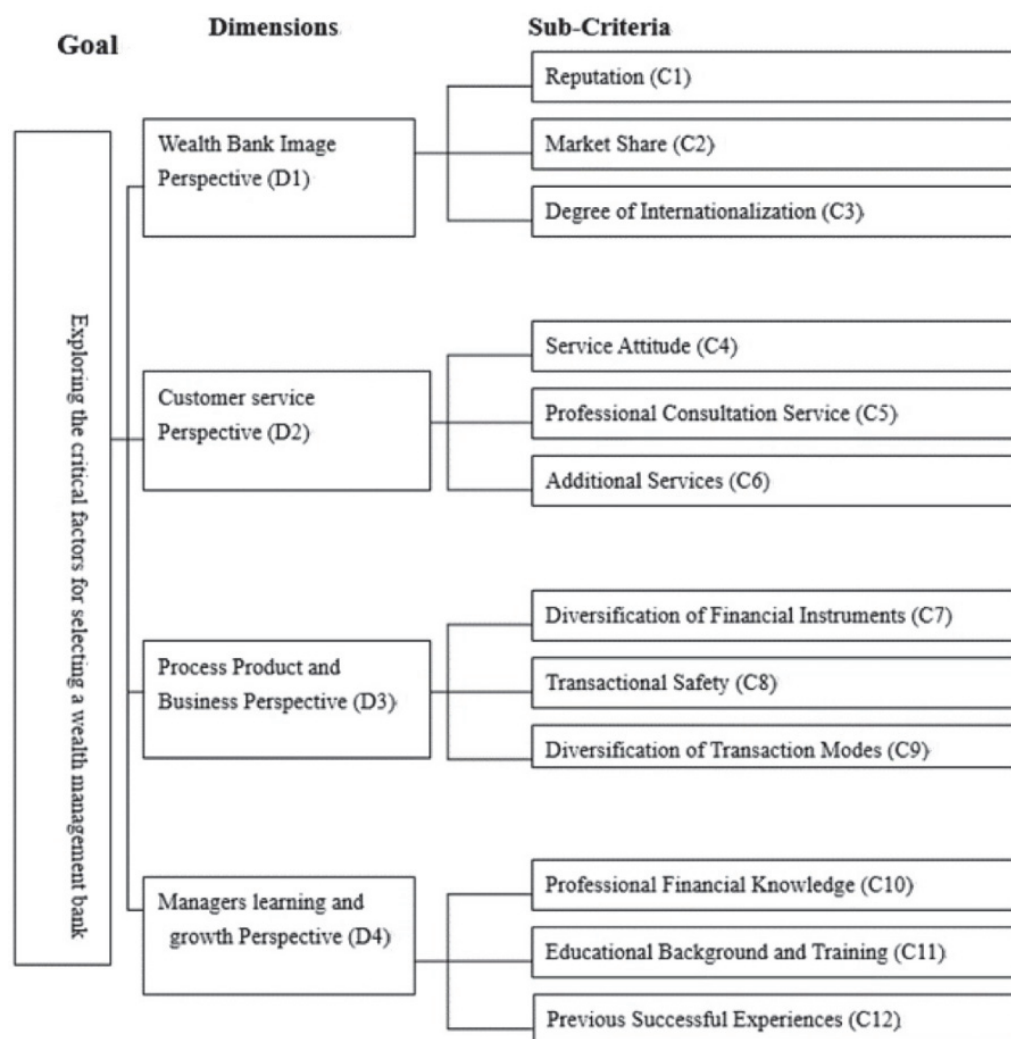 Goal
Dimensions
Sub-Criteria
Exploring the critical factors for selecting a wealth management bank
Wealth Bank Image
Perspective (D1)
Reputation (C1)
Market Share (C2)
Degree of Internationalization (C3)
Customer service
Perspective (D2)
Service Attitude (C4)
Professional Consultation Service (C5)
Additional Services (C6)
Process Product and
Business Perspective (D3)
Diversification of Financial Instruments (C7)
Transactional Safety (C8)
Diversification of Transaction Modes (C9)
Managers learning and
growth Perspective (D4)
Professional Financial Knowledge (C10)
Educational Background and Training (C11)
Previous Successful Experiences (C12)